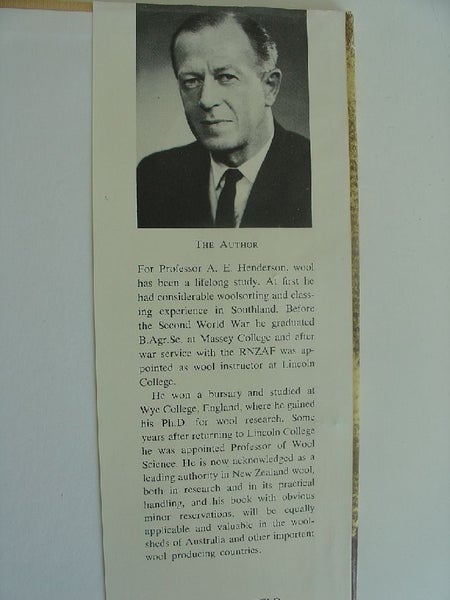 THE AUTHOR
For Professor A. E. Henderson, wool
has been a lifelong study. At first he
had considerable woolsorting and class-
ing experience in Southland. Before
the Second World War he graduated
B.Agr.Sc. at Massey College and after
war service with the RNZAF was ap-
pointed as wool instructor at Lincoln
College.
He won a bursary and studied at
Wye College, England, where he gained
his Ph.D. for wool research. Some
years after returning to Lincoln College
he was appointed Professor of Wool
Science. He is now acknowledged as a
leading authority in New Zealand wool,
both in research and in its practical
handling, and his book with obvious
minor reservations, will be equally
applicable and valuable in the wool-
sheds of Australia and other important
wool producing countries.